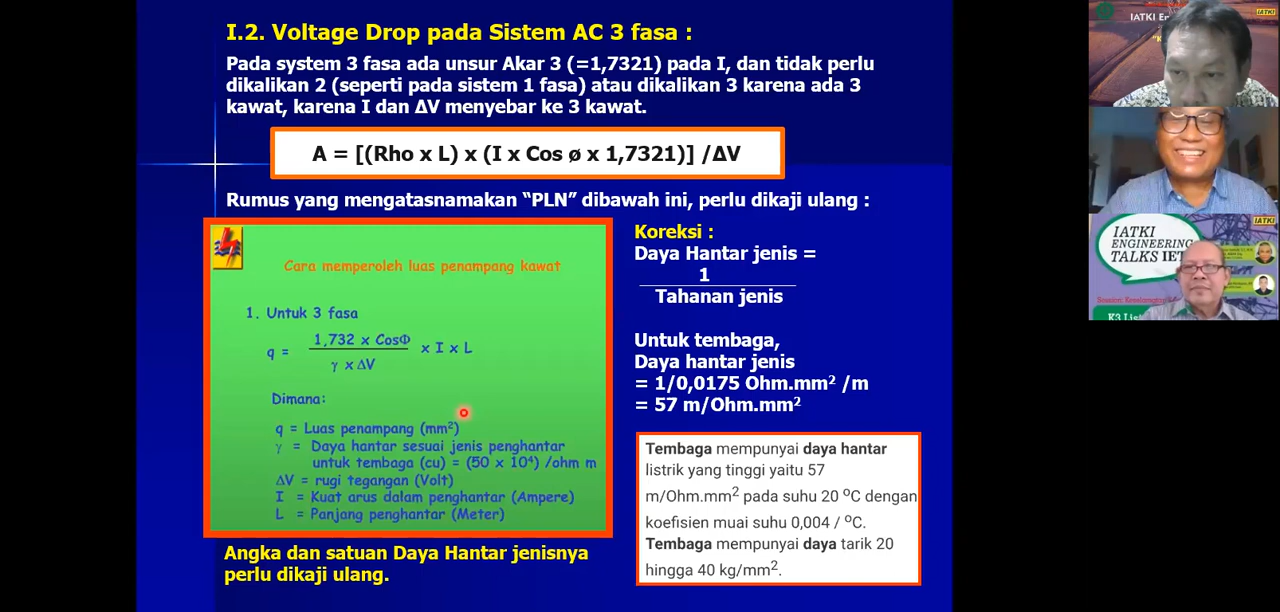 I.2. Voltage Drop pada Sistem AC 3 fasa :
Pada system 3 fasa ada unsur Akar 3 (=1,7321) pada I, dan tidak perlu
dikalikan 2 (seperti pada sistem 1 fasa) atau dikalikan 3 karena ada 3
kawat, karena I dan ΔV menyebar ke 3 kawat.
A = [(Rho x L) x (I x Cos ø x 1,7321)] /ΔV
Rumus yang mengatasnamakan “PLN” dibawah ini, perlu dikaji ulang :
Cara memperoleh luas penampang kawat
1. Untuk 3 fasa
q = 1,732 x CosΦ / γ x ΔV x I x L
Dimana:
q = Luas penampang (mm²)
γ = Daya hantar sesuai jenis penghantar
untuk tembaga (cu) = (50 x 10⁴) /ohm m
ΔV = rugi tegangan (Volt)
I = Kuat arus dalam penghantar (Ampere)
L = Panjang penghantar (Meter)
Angka dan satuan Daya Hantar jenisnya
perlu dikaji ulang.
Koreksi :
Daya Hantar jenis =
1
Tahanan jenis
Untuk tembaga,
Daya hantar jenis
= 1/0,0175 Ohm.mm² /m
= 57 m/Ohm.mm²
Tembaga mempunyai daya hantar
listrik yang tinggi yaitu 57
m/Ohm.mm² pada suhu 20 ⁰C dengan
koefisien muai suhu 0,004 / ⁰C.
Tembaga mempunyai daya tarik 20
hingga 40 kg/mm².
IATKI En
IATKI
IATKI
IATKI
ENGINEERING
TALKS IET
K3 List